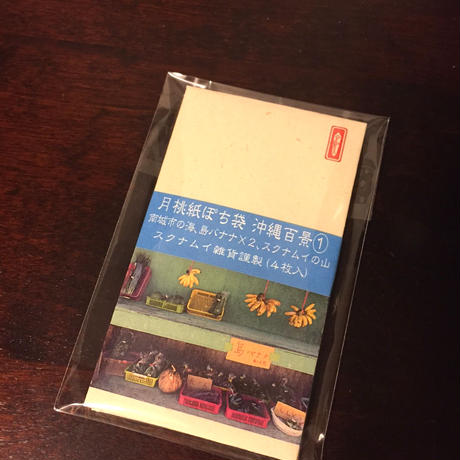 月桃紙ぽち袋 沖縄百景①
南城市の海、島バナナ×2、スクナムイの山
スクナムイ雑貨謹製(4枚入)
島バナナ